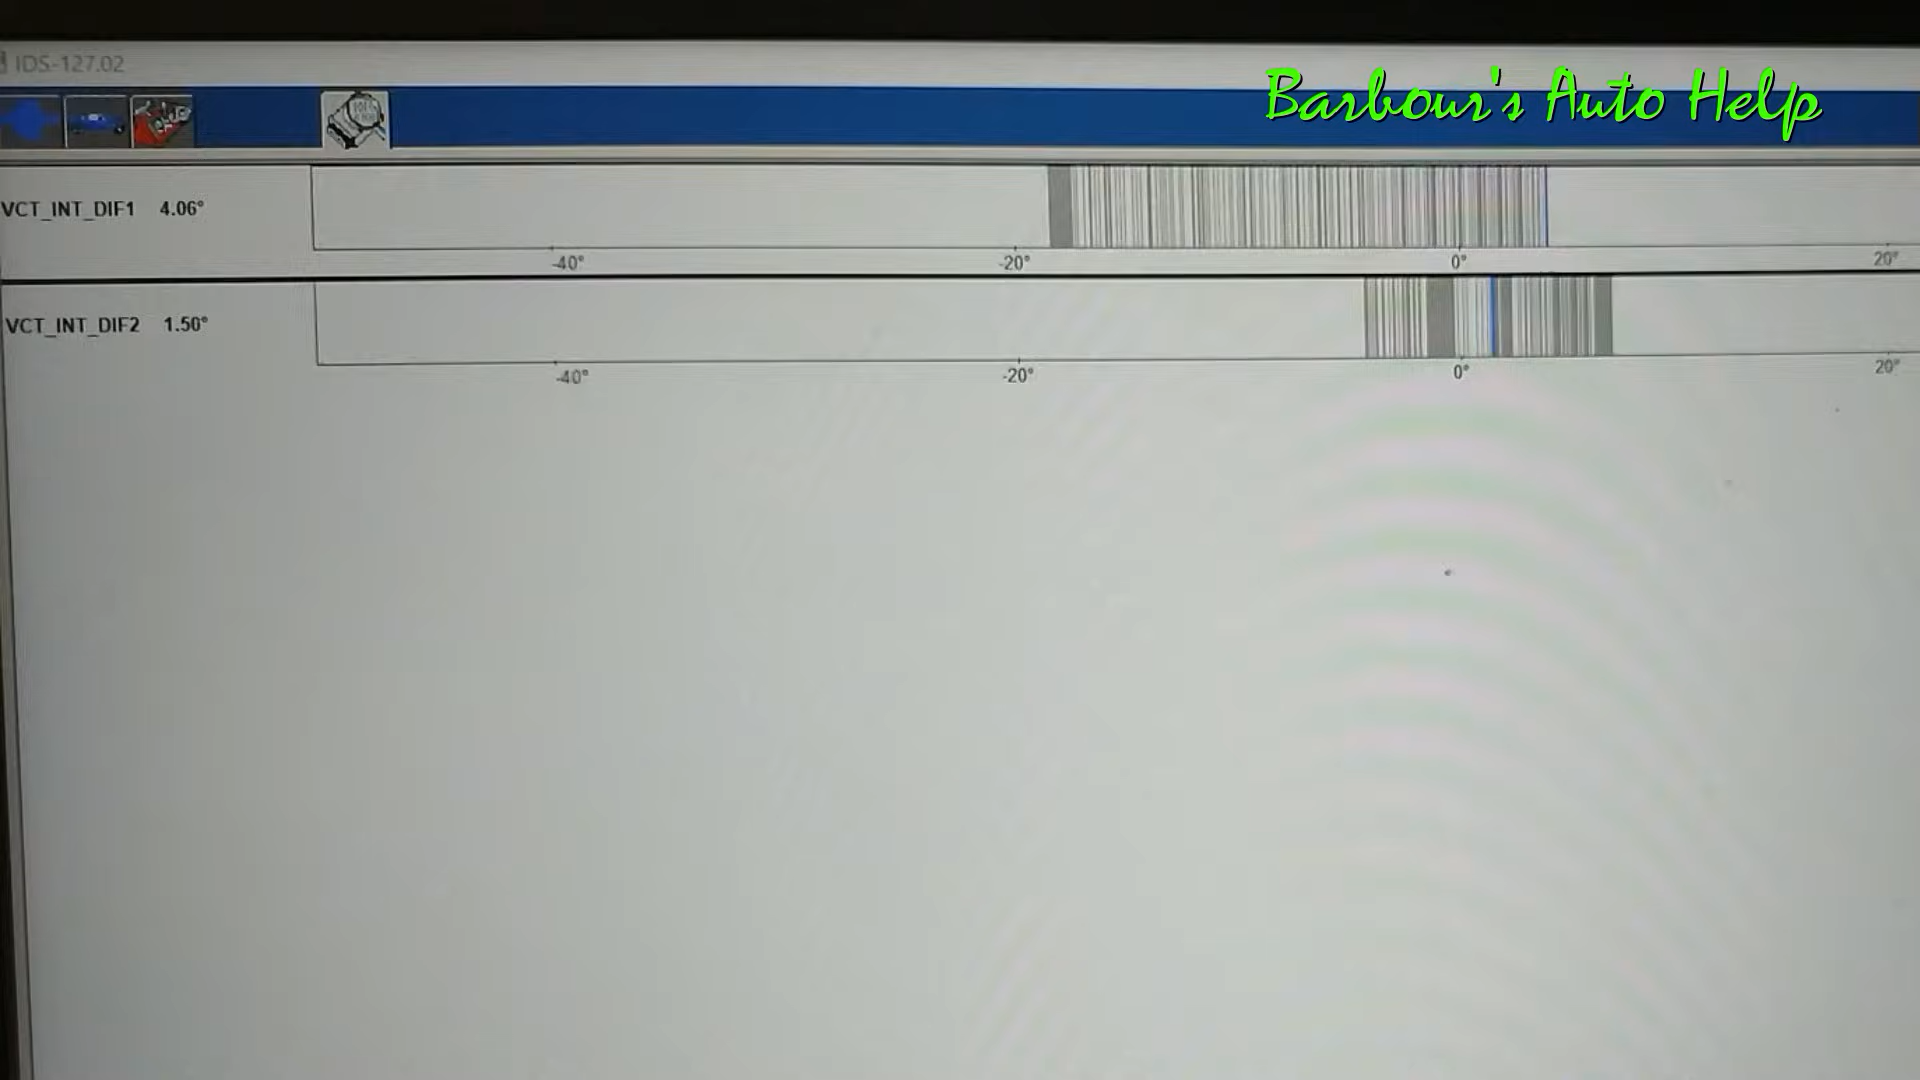 IDS-127.02
Barbour's Auto Help
VCT_INT_DIF1 4.06°
-40° -20° 0° 20°
VCT_INT_DIF2 1.50°
-40° -20° 0° 20°